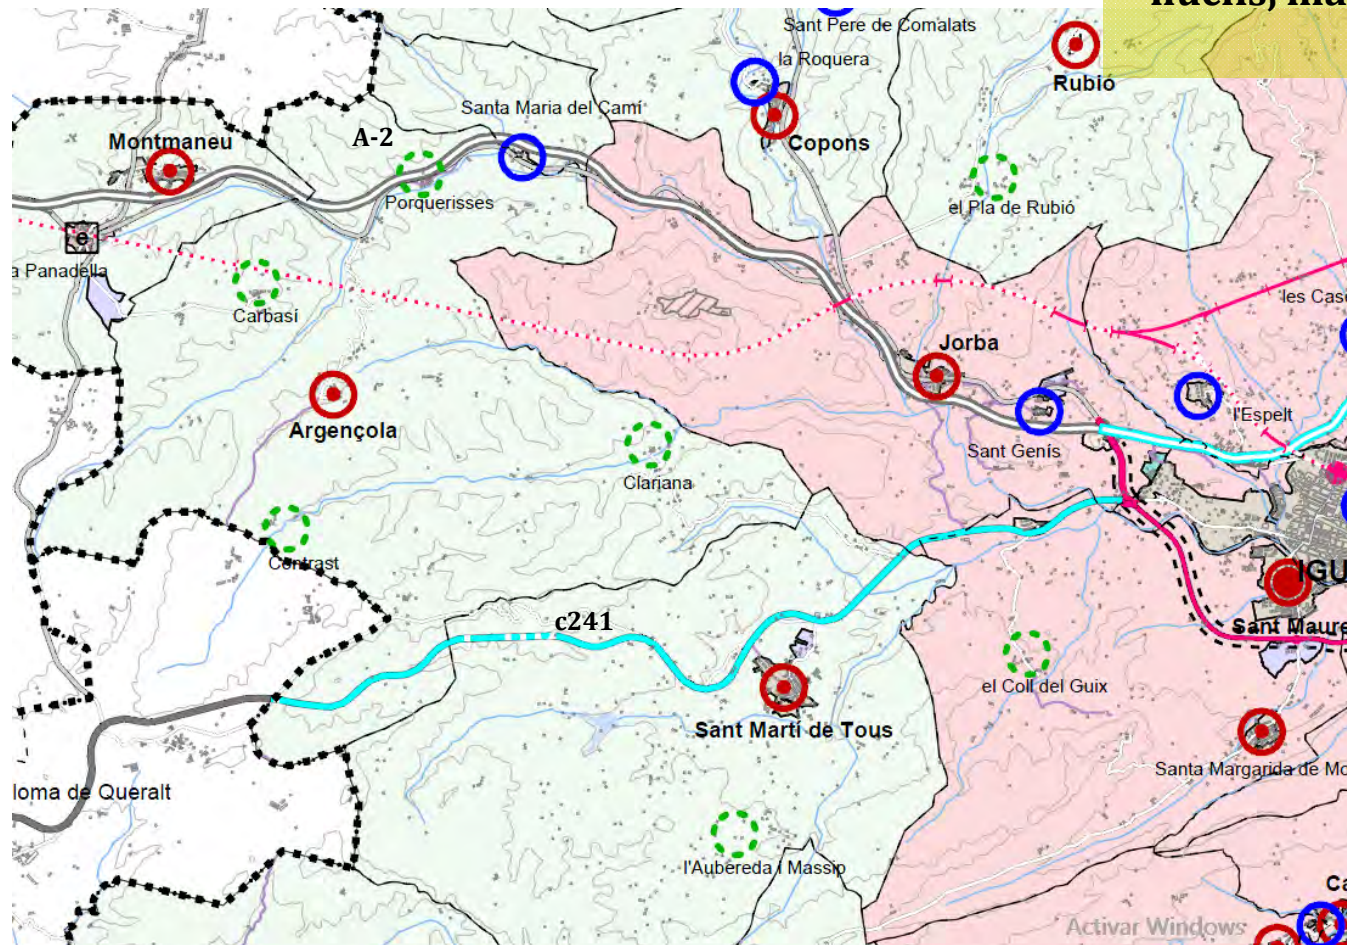 Sant Pere de Comalats
la Roquera
Rubió
Santa Maria del Camí
A-2
Montmaneu
Copons
Porquerisses
el Pla de Rubió
e
a Panadella
Carbasí
les Cas
Jorba
l'Espelt
Argençola
Sant Genís
Clariana
Contrast
IGU
c241
Sant Maure
el Coll del Guix
Sant Martí de Tous
Santa Margarida de Mo
loma de Queralt
l'Aubereda i Massip
Ca
Activar Windows